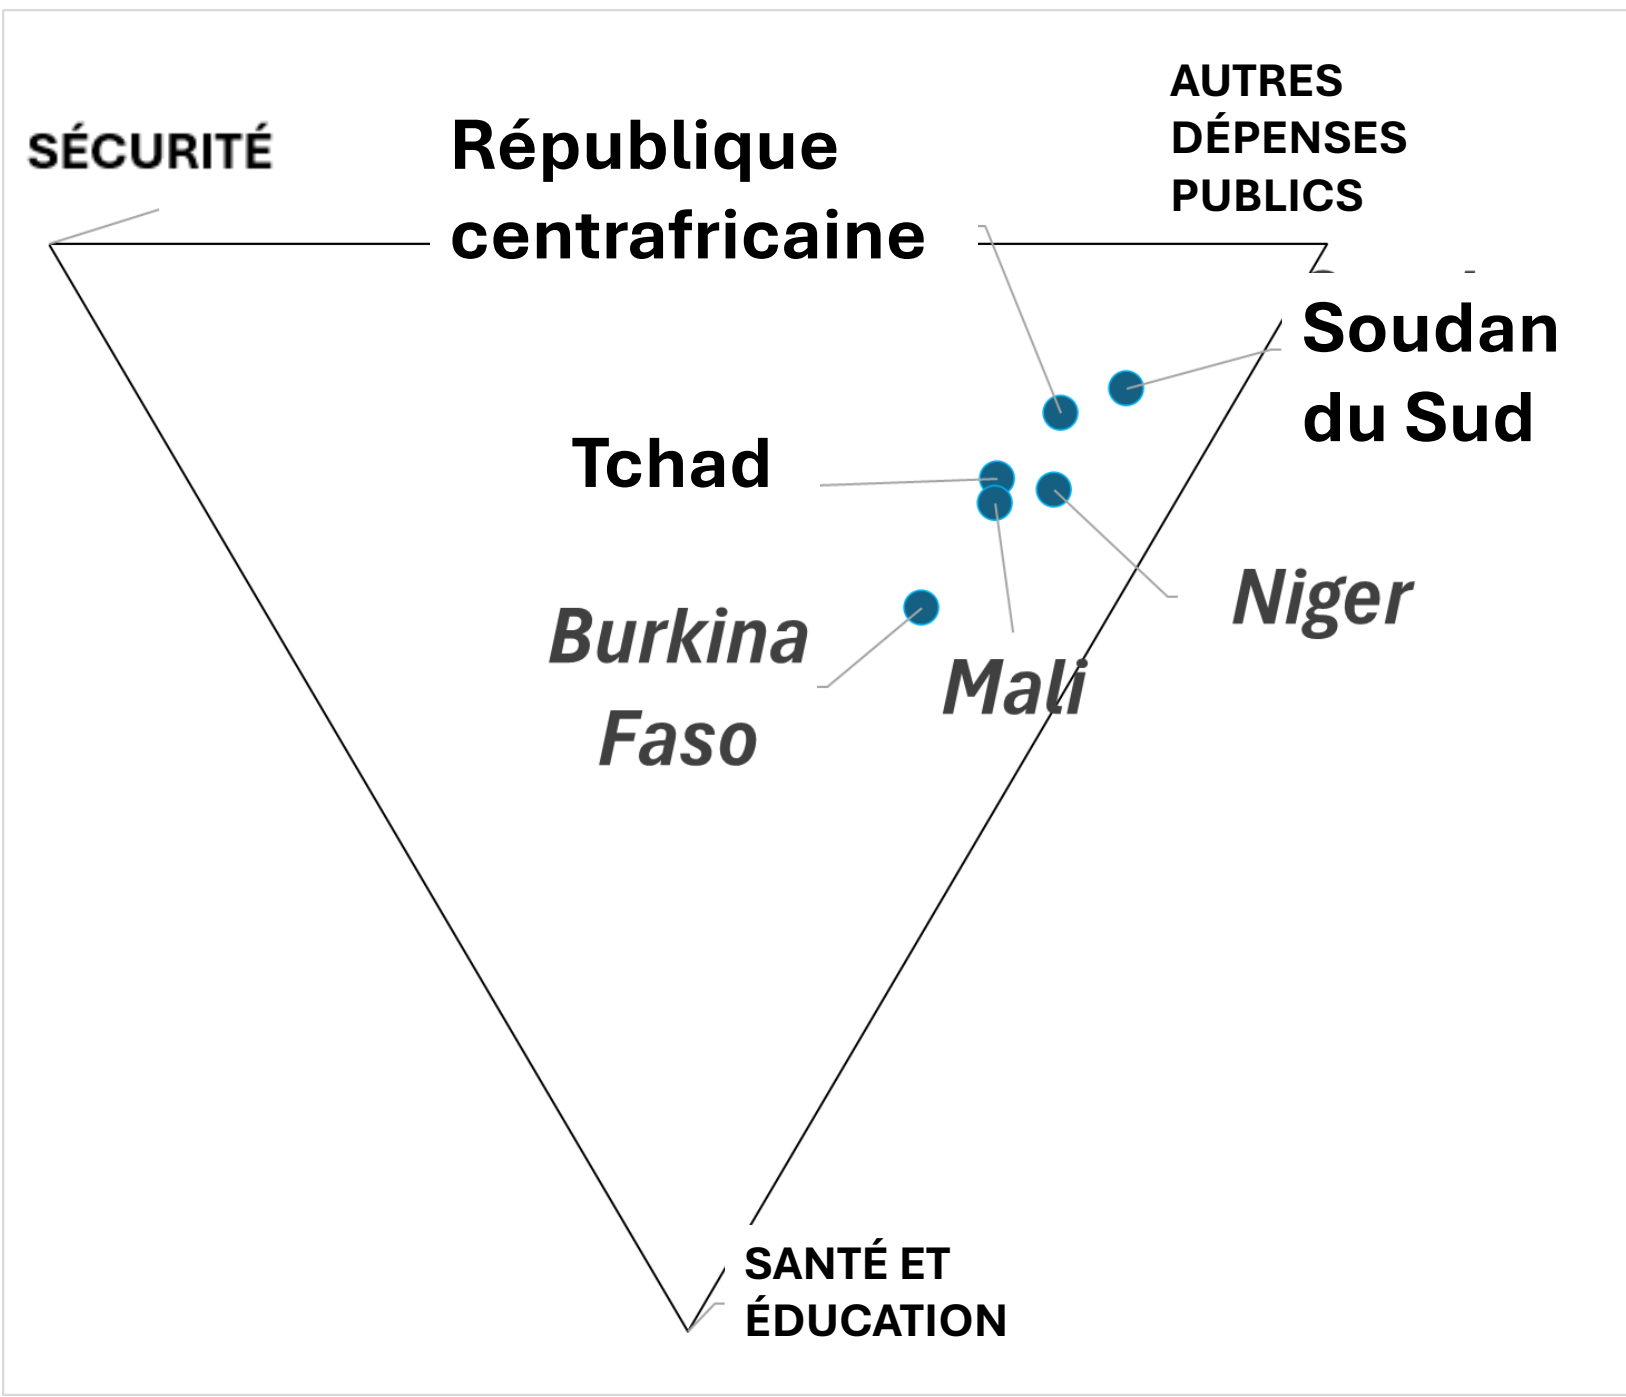 SÉCURITÉ
République
centrafricaine
AUTRES
DÉPENSES
PUBLICS
Soudan
du Sud
Tchad
Niger
Burkina
Faso
Mali
SANTÉ ET
ÉDUCATION